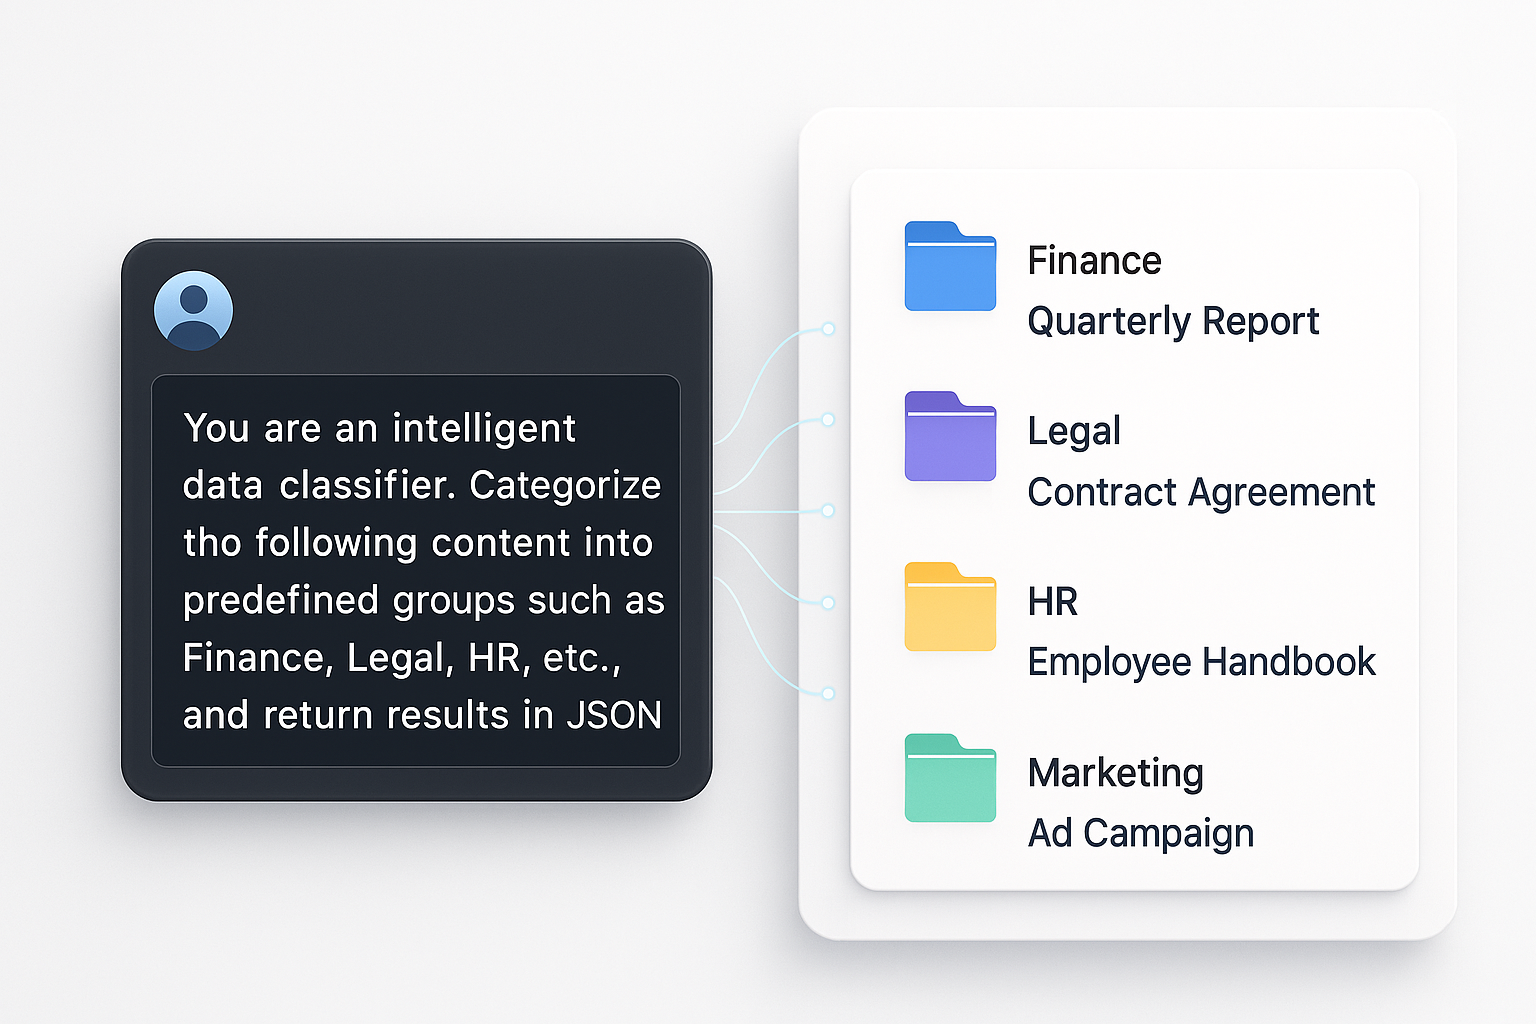 You are an intelligent
data classifier. Categorize
tho following content into
predefined groups such as
Finance, Legal, HR, etc.,
and return results in JSON
Finance
Quarterly Report
Legal
Contract Agreement
HR
Employee Handbook
Marketing
Ad Campaign